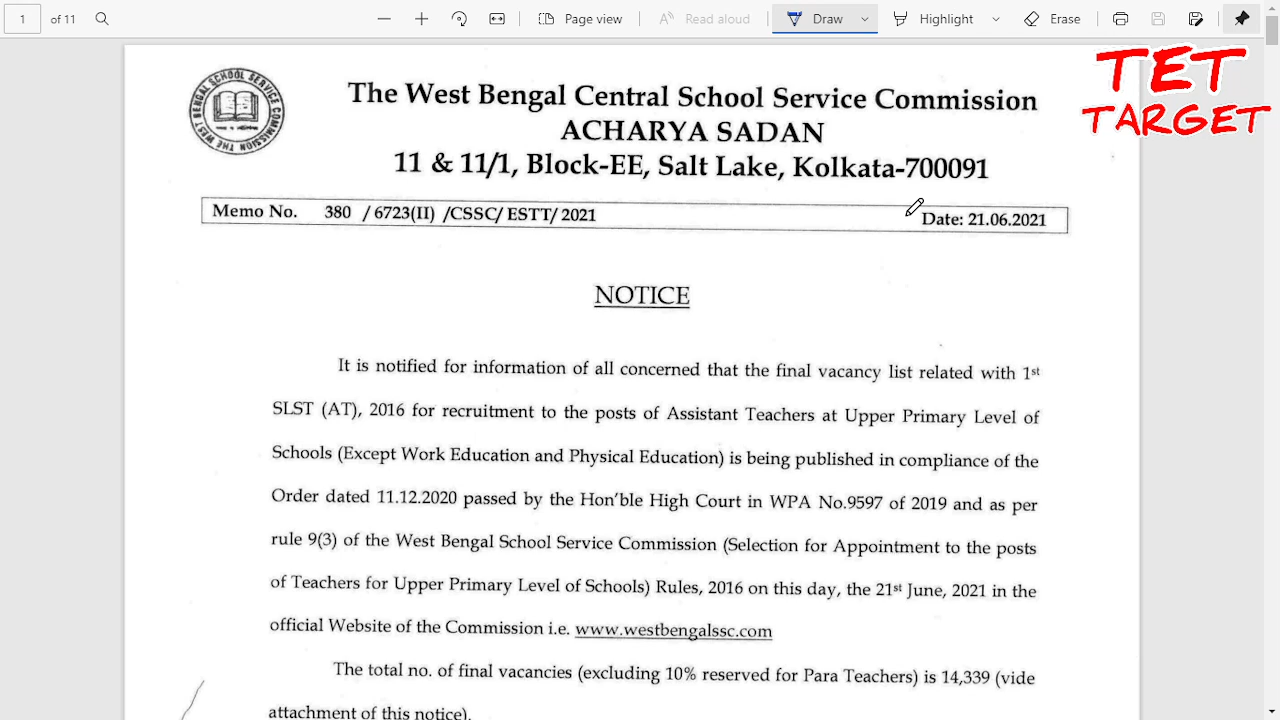 1 of 11 Page view Read aloud Draw Highlight Erase
TET
TARGET
THE WEST BENGAL SCHOOL SERVICE COMMISSION
The West Bengal Central School Service Commission
ACHARYA SADAN
11 & 11/1, Block-EE, Salt Lake, Kolkata-700091
Memo No. 380 / 6723(II) /CSSC/ ESTT/ 2021 Date: 21.06.2021
NOTICE
It is notified for information of all concerned that the final vacancy list related with 1st
SLST (AT), 2016 for recruitment to the posts of Assistant Teachers at Upper Primary Level of
Schools (Except Work Education and Physical Education) is being published in compliance of the
Order dated 11.12.2020 passed by the Hon'ble High Court in WPA No.9597 of 2019 and as per
rule 9(3) of the West Bengal School Service Commission (Selection for Appointment to the posts
of Teachers for Upper Primary Level of Schools) Rules, 2016 on this day, the 21st June, 2021 in the
official Website of the Commission i.e. www.westbengalssc.com
The total no. of final vacancies (excluding 10% reserved for Para Teachers) is 14,339 (vide
attachment of this notice).